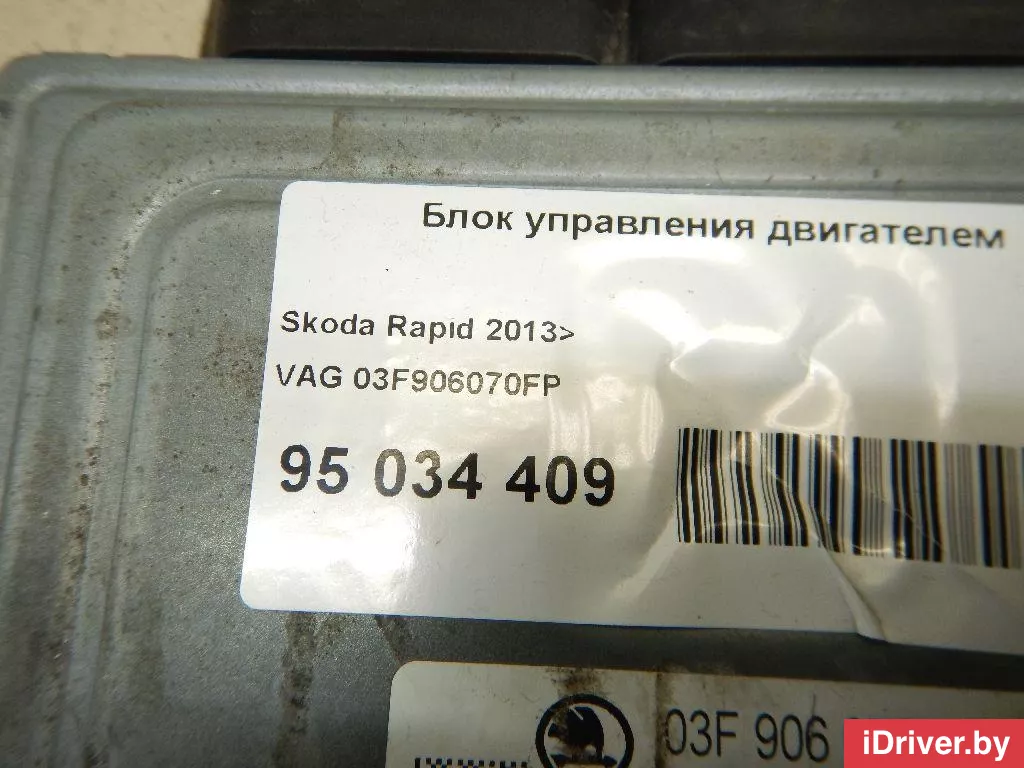 Блок управления двигателем
Skoda Rapid 2013>
VAG 03F906070FP
95 034 409
03F 906
iDriver.by